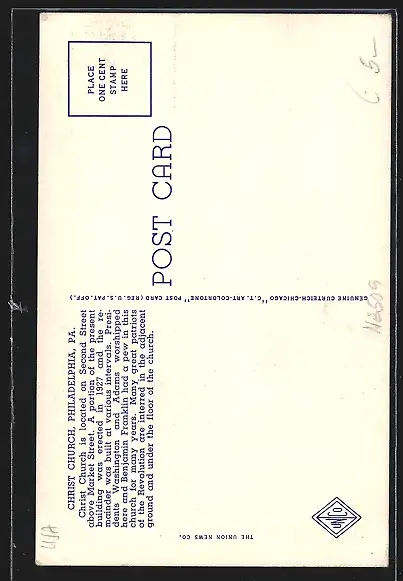 CHRIST CHURCH, PHILADELPHIA, PA.
Christ Church is located on Second Street
above Market Street. A portion of the present
building was erected in 1927 and the re-
mainder was built at various intervals. Presi-
dents Washington and Adams worshipped
here and Benjamin Franklin had a pew in this
church for many years. Many great patriots
of the Revolution are interred in the adjacent
ground and under the floor of the church.
POST CARD
PLACE
ONE CENT
STAMP
HERE
GENUINE CURTEICH-CHICAGO "C.T. ART-COLORTONE" POST CARD (REG. U.S. PAT. OFF.)
THE UNION NEWS CO.
USA